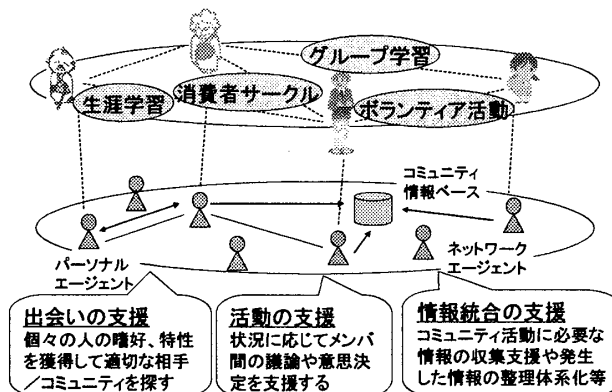 グループ学習
生涯学習
消費者サークル
ボランティア活動
コミュニティ
情報ベース
パーソナル
エージェント
ネットワーク
エージェント
出会いの支援
個々の人の嗜好、特性
を獲得して適切な相手
／コミュニティを探す
活動の支援
状況に応じてメンバ
間の議論や意思決
定を支援する
情報統合の支援
コミュニティ活動に必要な
情報の収集支援や発生
した情報の整理体系化等